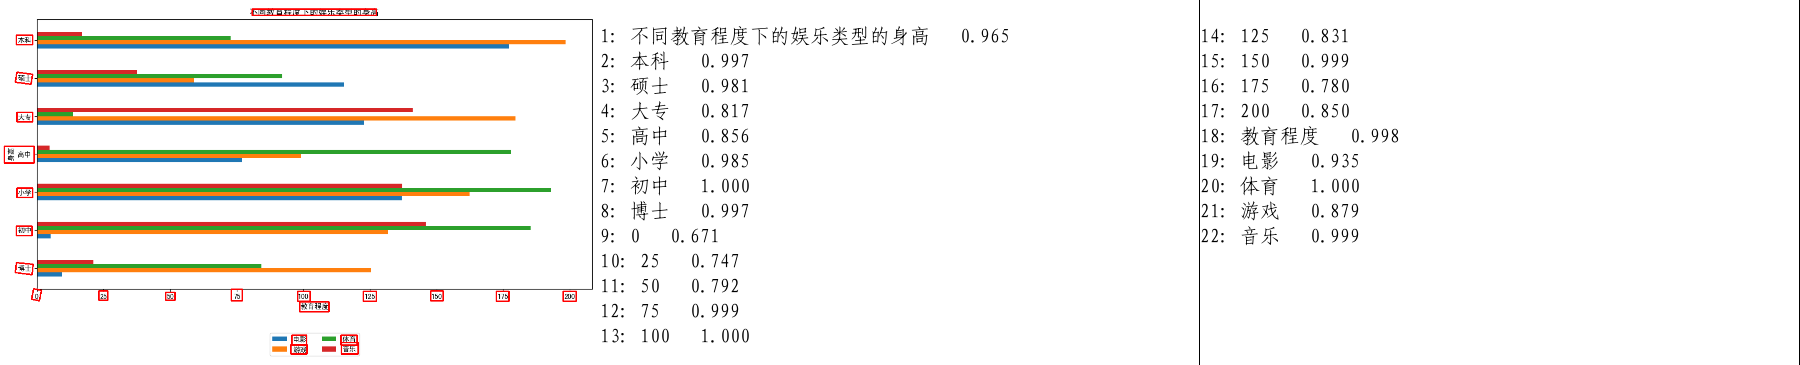 不同教育程度下的娱乐类型的身高
本科
硕士
大专
高中
小学
初中
博士
0 25 50 75 100 125 150 175 200
教育程度
电影 体育
游戏 音乐
1: 不同教育程度下的娱乐类型的身高 0.965
2: 本科 0.997
3: 硕士 0.981
4: 大专 0.817
5: 高中 0.856
6: 小学 0.985
7: 初中 1.000
8: 博士 0.997
9: 0 0.671
10: 25 0.747
11: 50 0.792
12: 75 0.999
13: 100 1.000
14: 125 0.831
15: 150 0.999
16: 175 0.780
17: 200 0.850
18: 教育程度 0.998
19: 电影 0.935
20: 体育 1.000
21: 游戏 0.879
22: 音乐 0.999